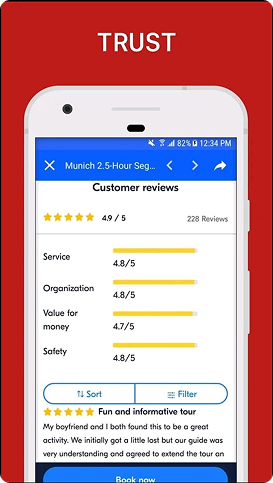 TRUST
82% 12:34 PM
Munich 2.5-Hour Seg...
Customer reviews
4.9 / 5
228 Reviews
Service
4.8/5
Organization
4.8/5
Value for
money
4.7/5
Safety
4.8/5
Sort
Filter
Fun and informative tour
My boyfriend and I both found this to be a great
activity. We initially got a little lost but our guide was
very understanding and agreed to extend the tour an
Book now